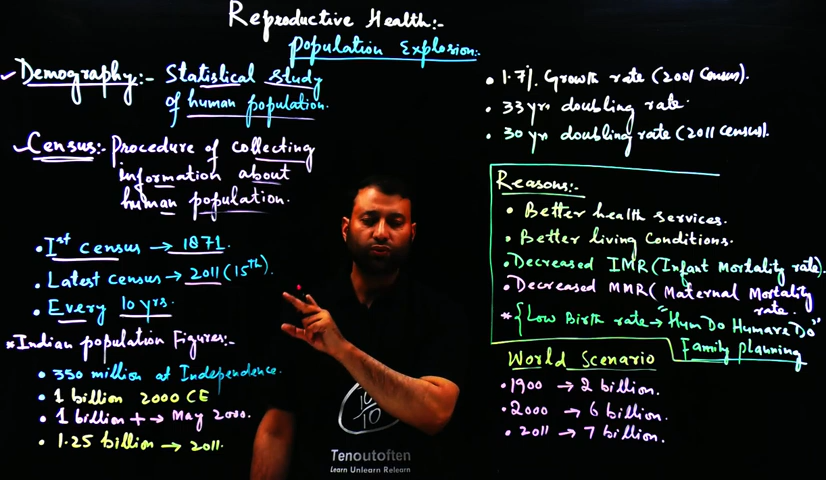 Reproductive Health:-
Population Explosion:-
✓Demography:- Statistical study
of human population.
✓Census:- Procedure of collecting
information about
human population.
• Ist census → 1871.
• Latest census → 2011 (15th).
• Every 10 yrs.
*Indian population Figures:-
• 350 million at Independence.
• 1 billion 2000 CE
• 1 billion + → May 2000.
• 1.25 billion → 2011.
• 1.7%. Growth rate (2001 census).
• 33 yrs doubling rate.
• 30 yrs doubling rate (2011 census).
Reasons:-
• Better health services.
• Better living Conditions.
• Decreased IMR (Infant Mortality rate).
• Decreased MMR (Maternal Mortality
rate.
* {Low Birth rate → "Hum Do Humare Do"
Family planning
World Scenario
• 1900 → 2 billion.
• 2000 → 6 billion.
• 2011 → 7 billion.
10/10
Tenoutoften
Learn Unlearn Relearn